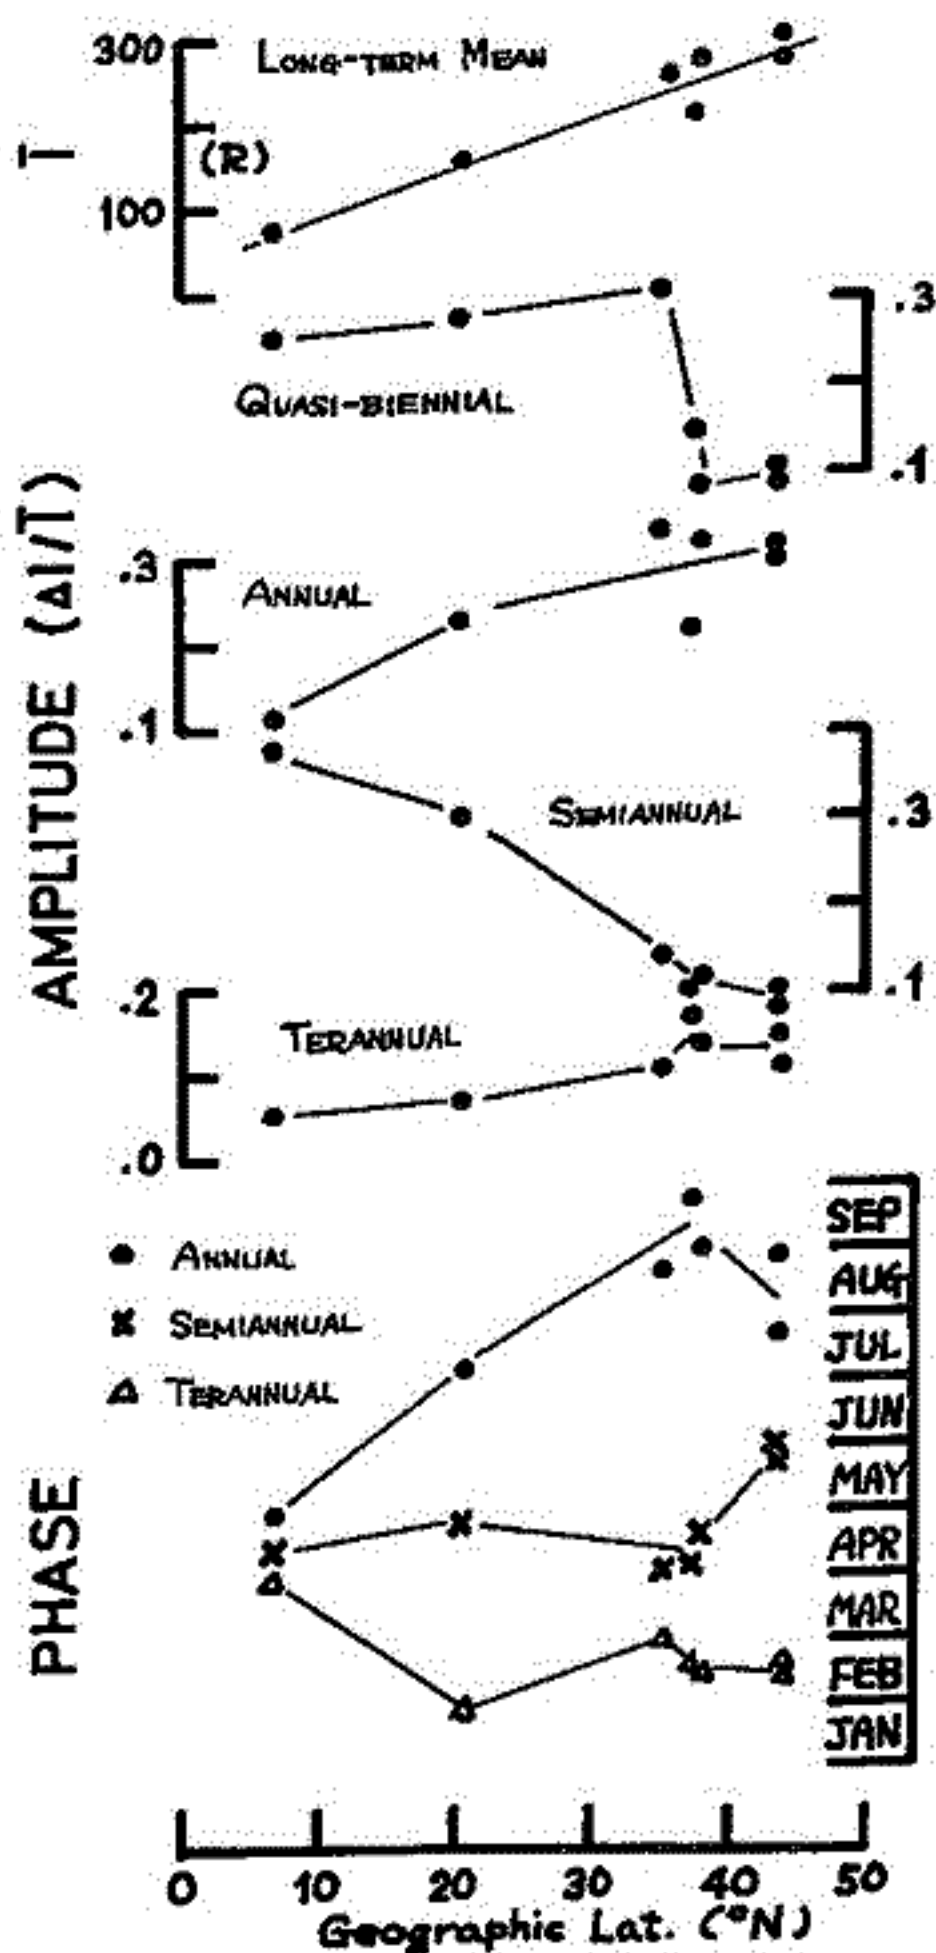 300
LONG-TERM MEAN
Ī
(R)
100
.3
QUASI-BIENNIAL
.1
AMPLITUDE (ΔI/Ī)
.3
ANNUAL
.1
SEMIANNUAL
.3
.1
.2
TERANNUAL
.0
SEP
ANNUAL
AUG
SEMIANNUAL
JUL
TERANNUAL
JUN
PHASE
MAY
APR
MAR
FEB
JAN
0 10 20 30 40 50
Geographic Lat. (°N)